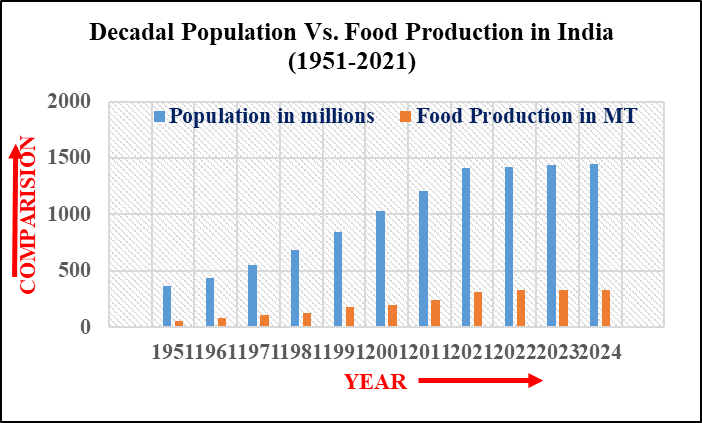 Decadal Population Vs. Food Production in India
(1951-2021)
Population in millions Food Production in MT
COMPARISION
2000
1500
1000
500
0
1951 1961 1971 1981 1991 2001 2011 2021 2022 2023 2024
YEAR